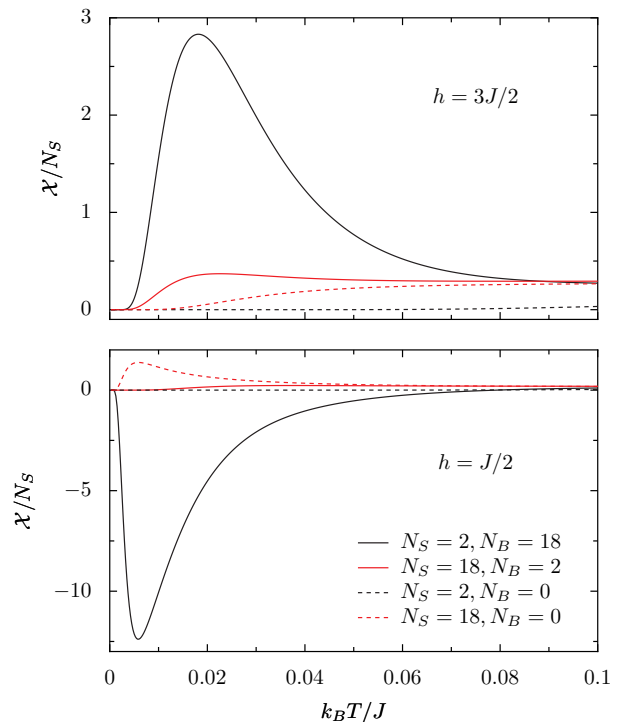 3
2
1
0
𝒳/N_S
h = 3J/2
0
−5
−10
𝒳/N_S
h = J/2
N_S = 2, N_B = 18
N_S = 18, N_B = 2
N_S = 2, N_B = 0
N_S = 18, N_B = 0
0 0.02 0.04 0.06 0.08 0.1
k_BT/J